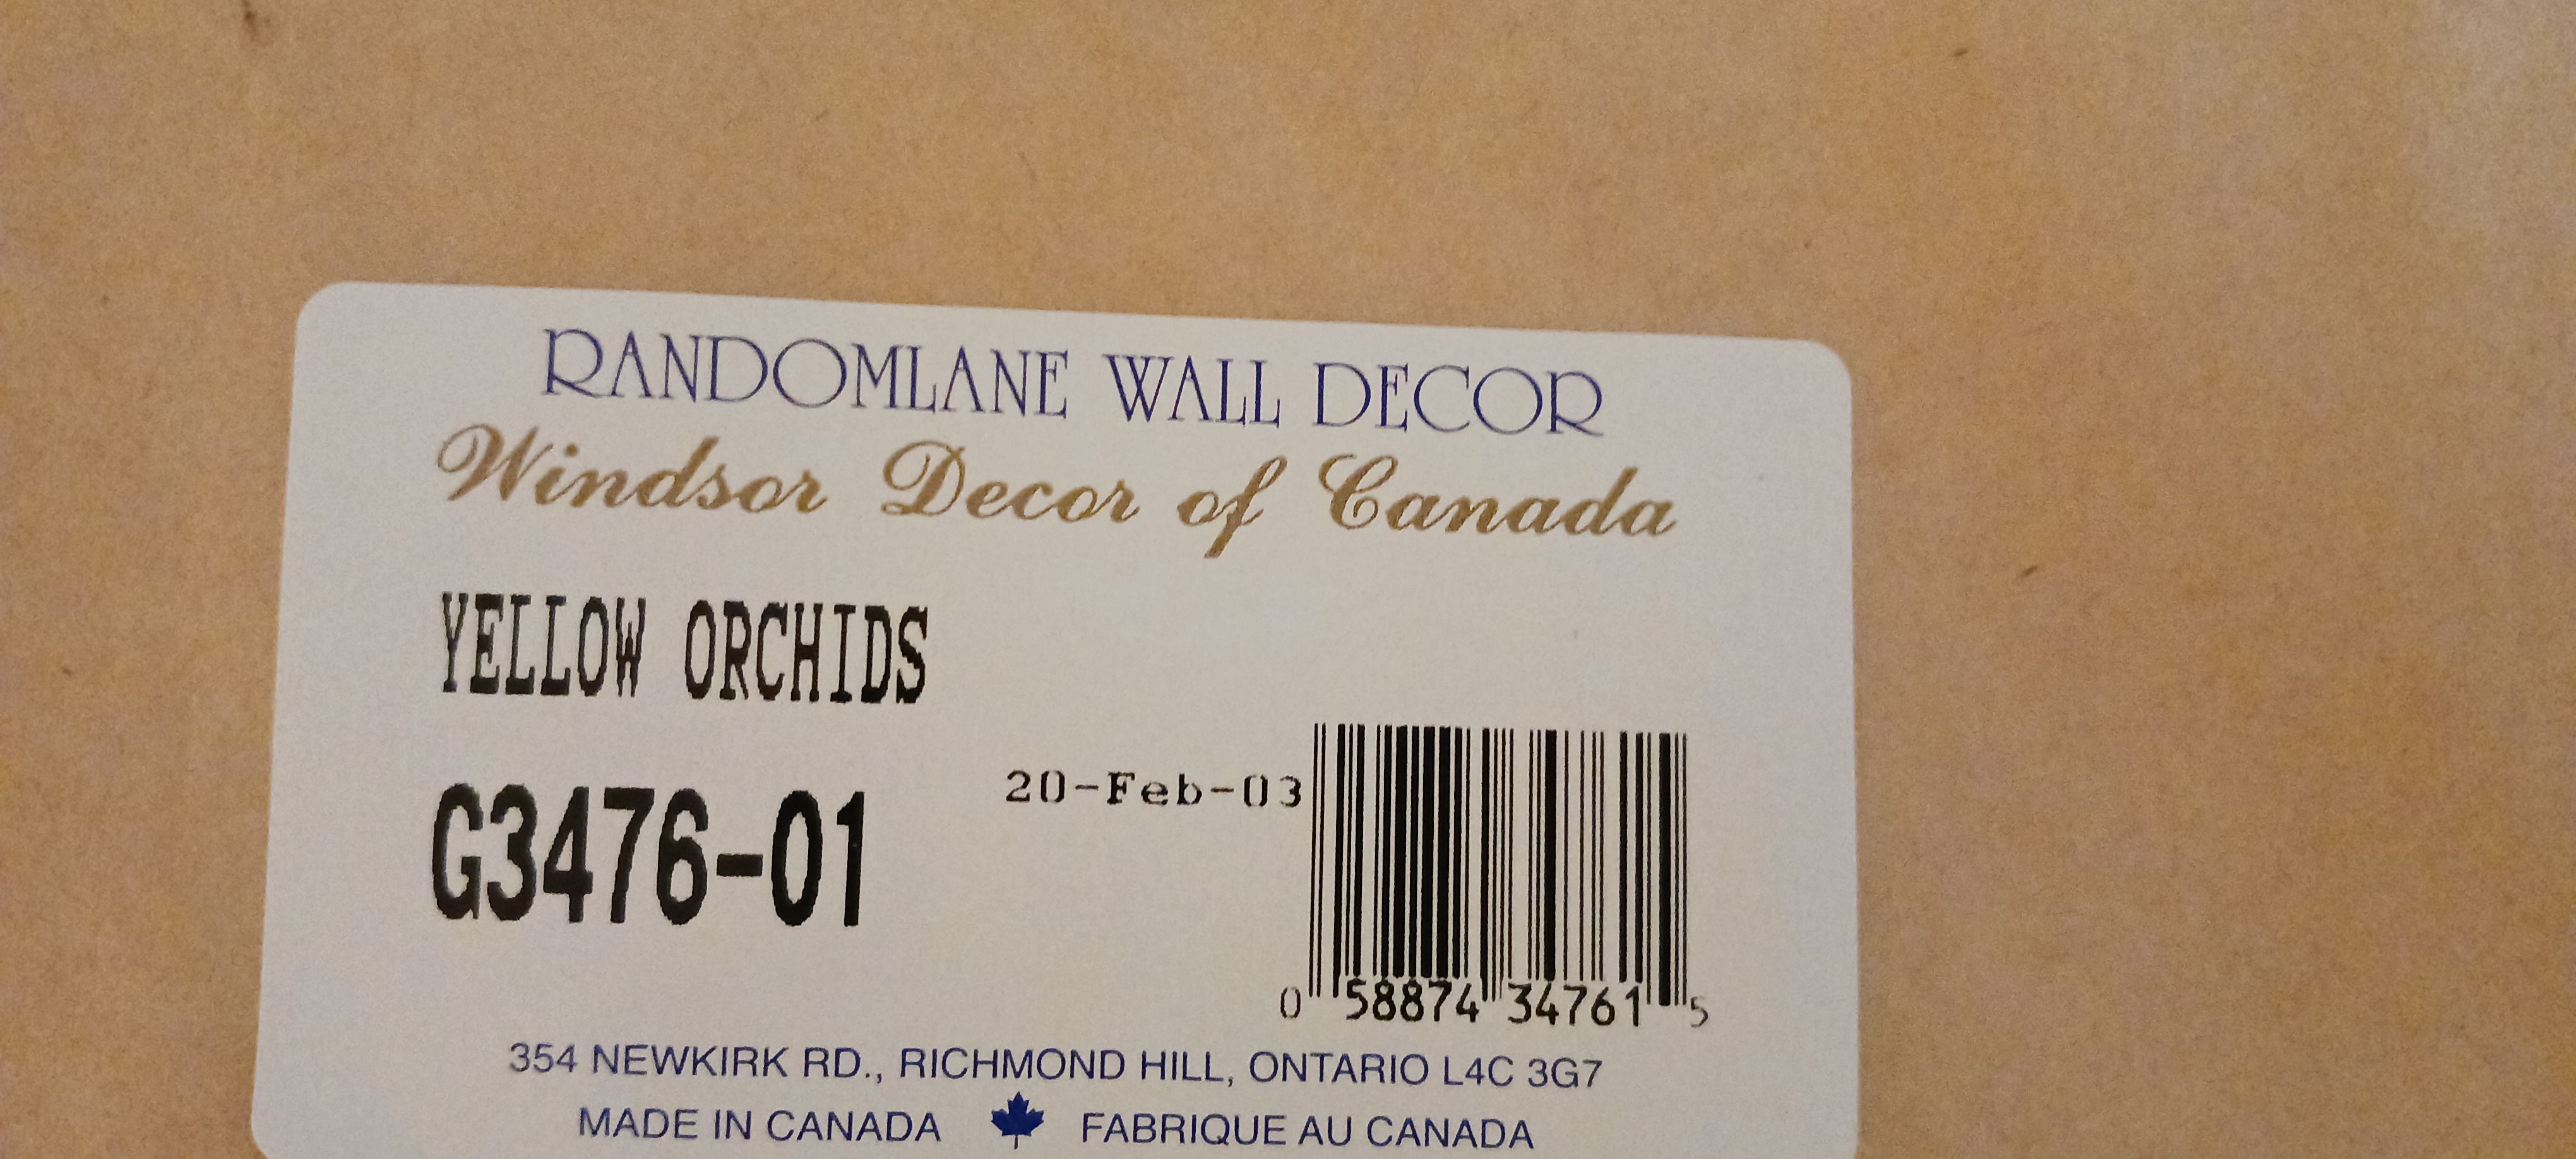 RANDOMLANE WALL DECOR
Windsor Decor of Canada
YELLOW ORCHIDS
G3476-01
20-Feb-03
0 58874 34761 5
354 NEWKIRK RD., RICHMOND HILL, ONTARIO L4C 3G7
MADE IN CANADA FABRIQUE AU CANADA